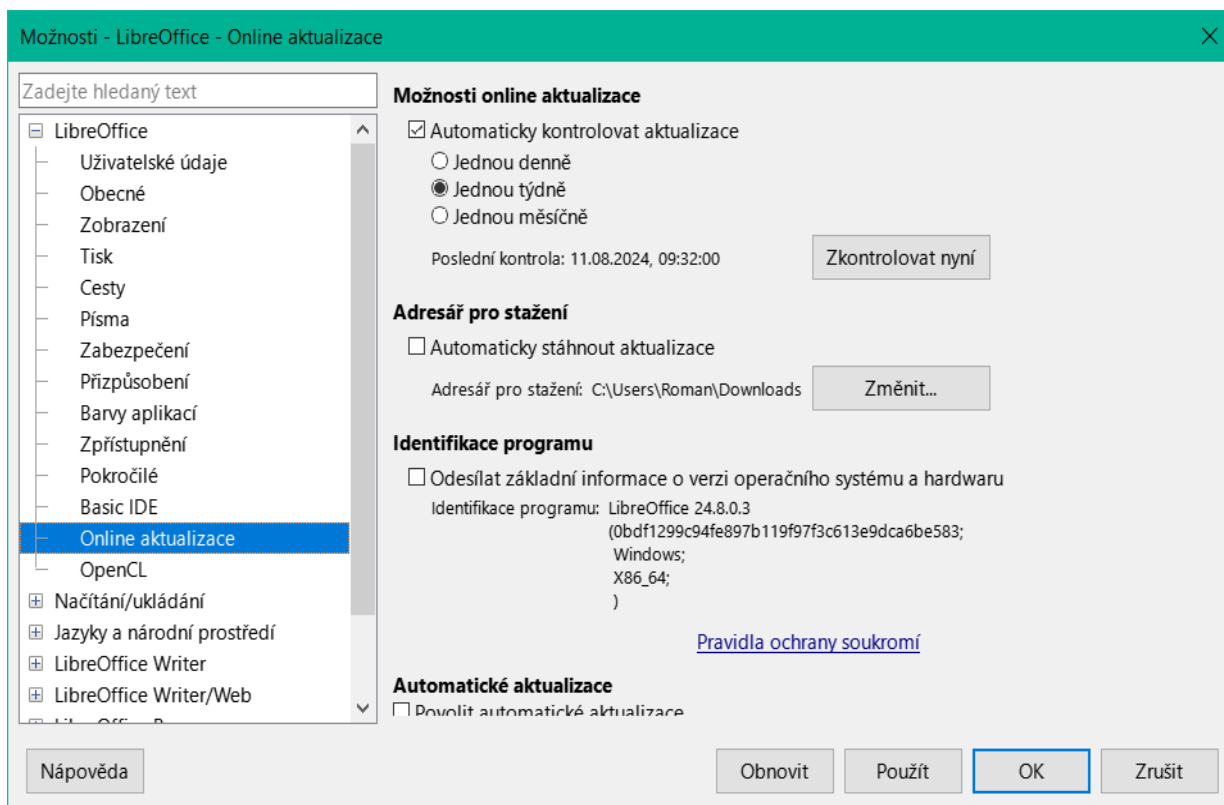 Možnosti - LibreOffice - Online aktualizace
Zadejte hledaný text
LibreOffice
Uživatelské údaje
Obecné
Zobrazení
Tisk
Cesty
Písma
Zabezpečení
Přizpůsobení
Barvy aplikací
Zpřístupnění
Pokročilé
Basic IDE
Online aktualizace
OpenCL
Načítání/ukládání
Jazyky a národní prostředí
LibreOffice Writer
LibreOffice Writer/Web
Možnosti online aktualizace
Automaticky kontrolovat aktualizace
Jednou denně
Jednou týdně
Jednou měsíčně
Poslední kontrola: 11.08.2024, 09:32:00
Zkontrolovat nyní
Adresář pro stažení
Automaticky stáhnout aktualizace
Adresář pro stažení: C:\Users\Roman\Downloads
Změnit...
Identifikace programu
Odesílat základní informace o verzi operačního systému a hardwaru
Identifikace programu: LibreOffice 24.8.0.3
(0bdf1299c94fe897b119f97f3c613e9dca6be583;
Windows;
X86_64;
)
Pravidla ochrany soukromí
Automatické aktualizace
Povolit automatické aktualizace
Nápověda
Obnovit
Použít
OK
Zrušit